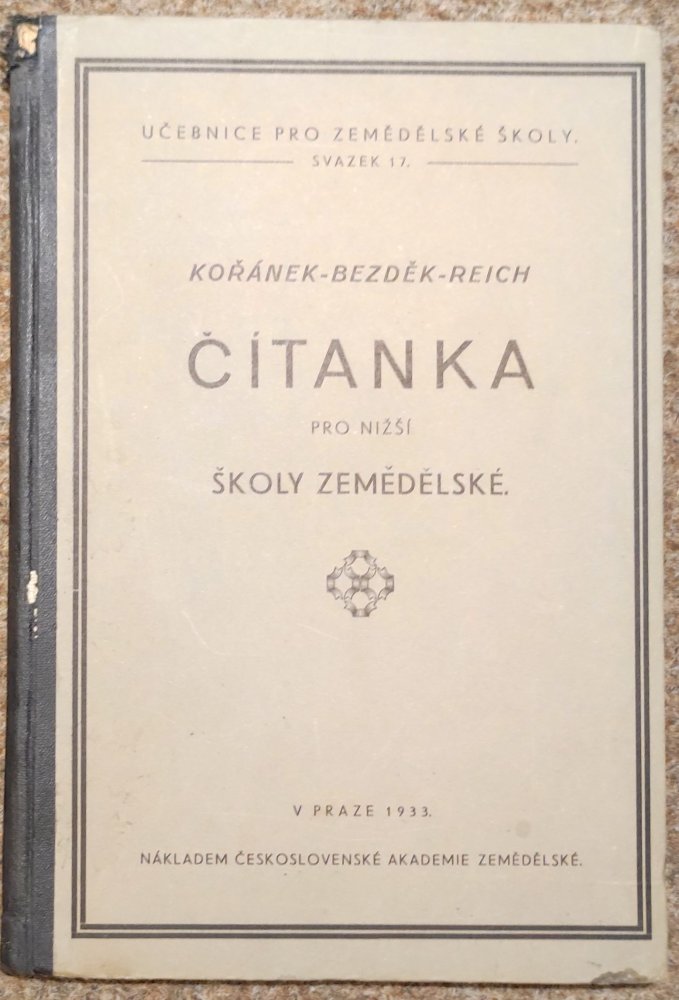 UČEBNICE PRO ZEMĚDĚLSKÉ ŠKOLY.
SVAZEK 17.
KOŘÁNEK-BEZDĚK-REICH
ČÍTANKA
PRO NIŽŠÍ
ŠKOLY ZEMĚDĚLSKÉ.
V PRAZE 1933.
NÁKLADEM ČESKOSLOVENSKÉ AKADEMIE ZEMĚDĚLSKÉ.